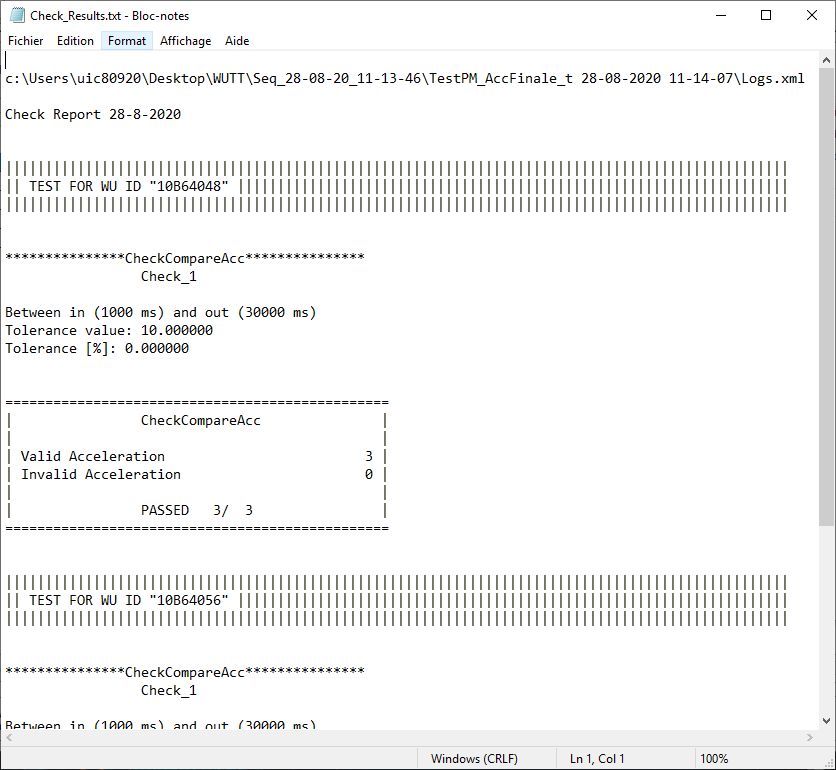 Check_Results.txt - Bloc-notes
Fichier Edition Format Affichage Aide
c:\Users\uic80920\Desktop\WUTT\Seq_28-08-20_11-13-46\TestPM_AccFinale_t 28-08-2020 11-14-07\Logs.xml
Check Report 28-8-2020
||||||||||||||||||||||||||||||||||||||||||||||||||||||||||||||||||||||||||||||||||||||||||||||||||
|| TEST FOR WU ID "10B64048" |||||||||||||||||||||||||||||||||||||||||||||||||||||||||||||||||||||
||||||||||||||||||||||||||||||||||||||||||||||||||||||||||||||||||||||||||||||||||||||||||||||||||
***************CheckCompareAcc***************
Check_1
Between in (1000 ms) and out (30000 ms)
Tolerance value: 10.000000
Tolerance [%]: 0.000000
================================================
| CheckCompareAcc |
| |
| Valid Acceleration 3 |
| Invalid Acceleration 0 |
| |
| PASSED 3/ 3 |
================================================
||||||||||||||||||||||||||||||||||||||||||||||||||||||||||||||||||||||||||||||||||||||||||||||||||
|| TEST FOR WU ID "10B64056" |||||||||||||||||||||||||||||||||||||||||||||||||||||||||||||||||||||
||||||||||||||||||||||||||||||||||||||||||||||||||||||||||||||||||||||||||||||||||||||||||||||||||
***************CheckCompareAcc***************
Check_1
Between in (1000 ms) and out (30000 ms)
Windows (CRLF) Ln 1, Col 1 100%